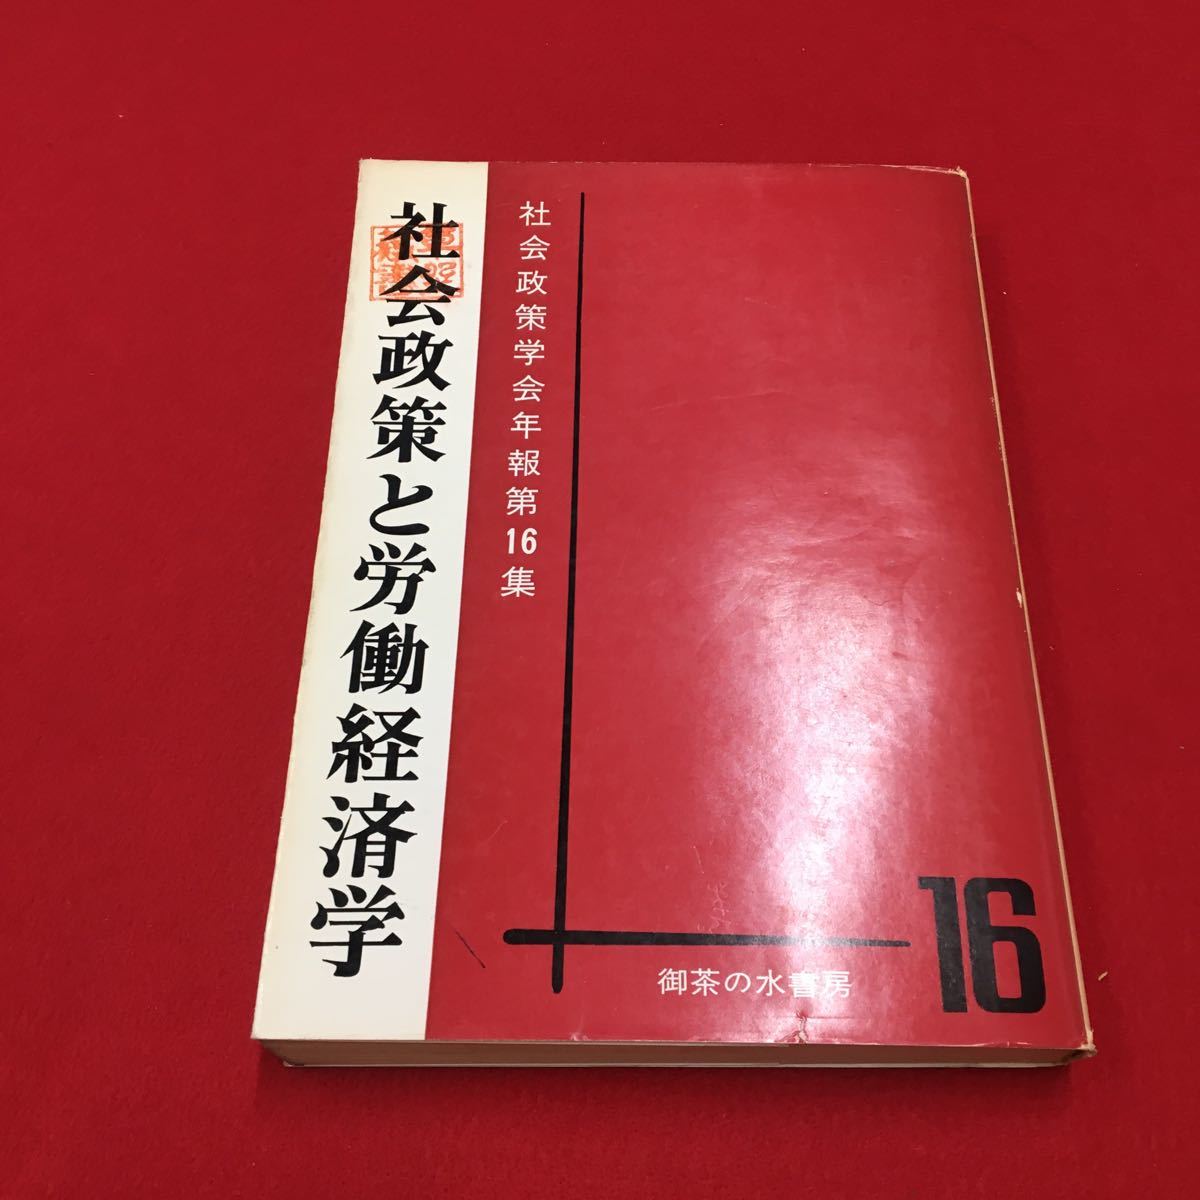 社会政策と労働経済学
社会政策学会年報第16集
16
御茶の水書房